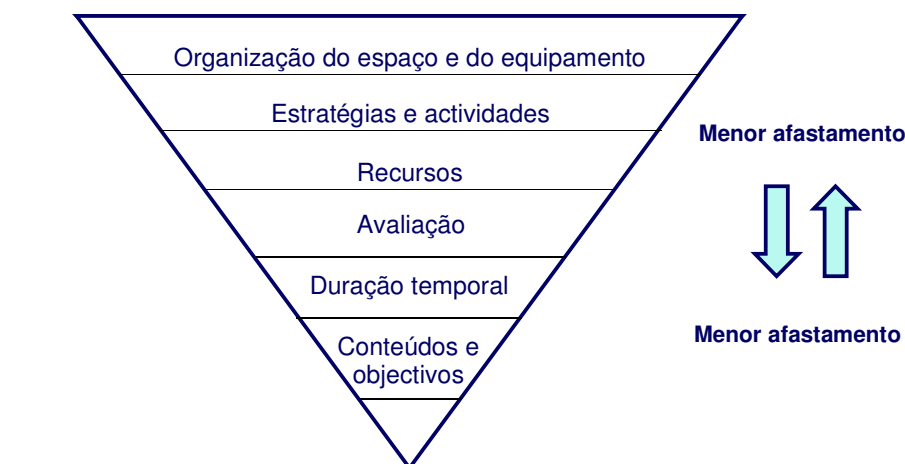 Organização do espaço e do equipamento
Estratégias e actividades
Recursos
Avaliação
Duração temporal
Conteúdos e
objectivos
Menor afastamento
Menor afastamento